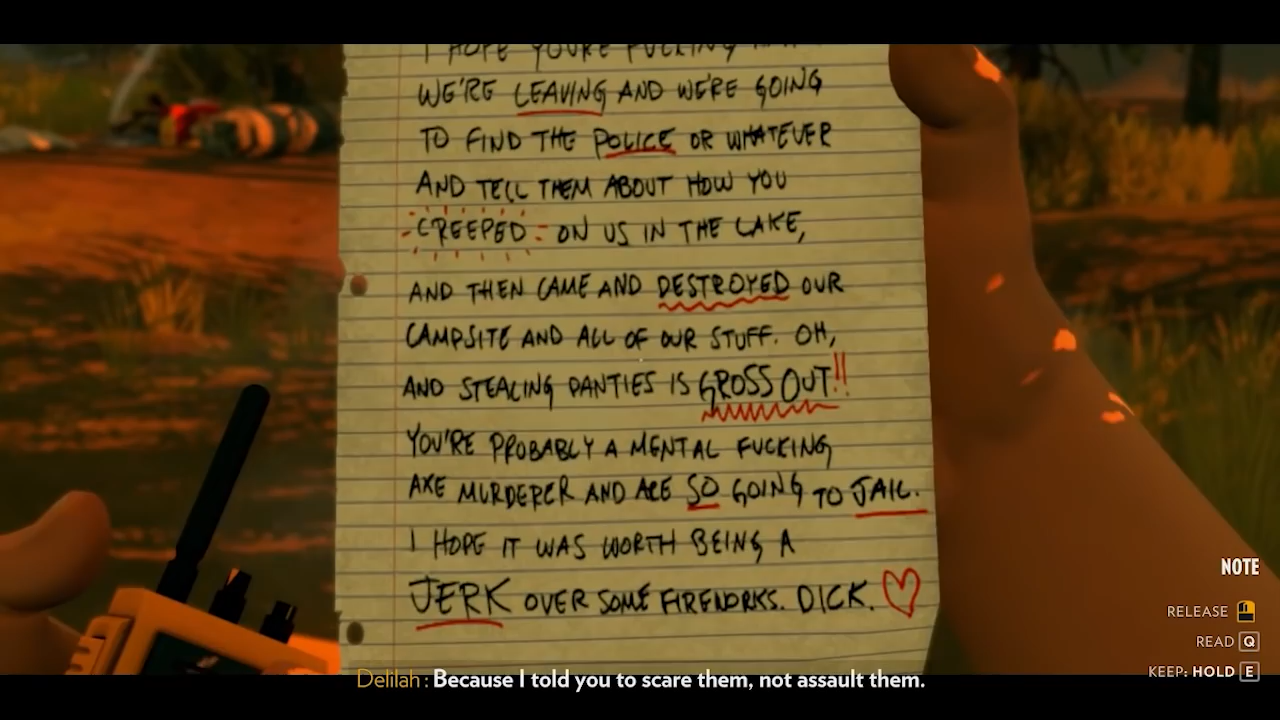 I HOPE YOU'RE FUCKING
WE'RE LEAVING AND WE'RE GOING
TO FIND THE POLICE OR WHATEVER
AND TELL THEM ABOUT HOW YOU
CREEPED ON US IN THE LAKE,
AND THEN CAME AND DESTROYED OUR
CAMPSITE AND ALL OF OUR STUFF. OH,
AND STEALING PANTIES IS GROSS OUT!!
YOU'RE PROBABLY A MENTAL FUCKING
AXE MURDERER AND ARE SO GOING TO JAIL.
I HOPE IT WAS WORTH BEING A
JERK OVER SOME FIREWORKS. DICK.
NOTE
RELEASE
READ Q
KEEP: HOLD E
Delilah: Because I told you to scare them, not assault them.